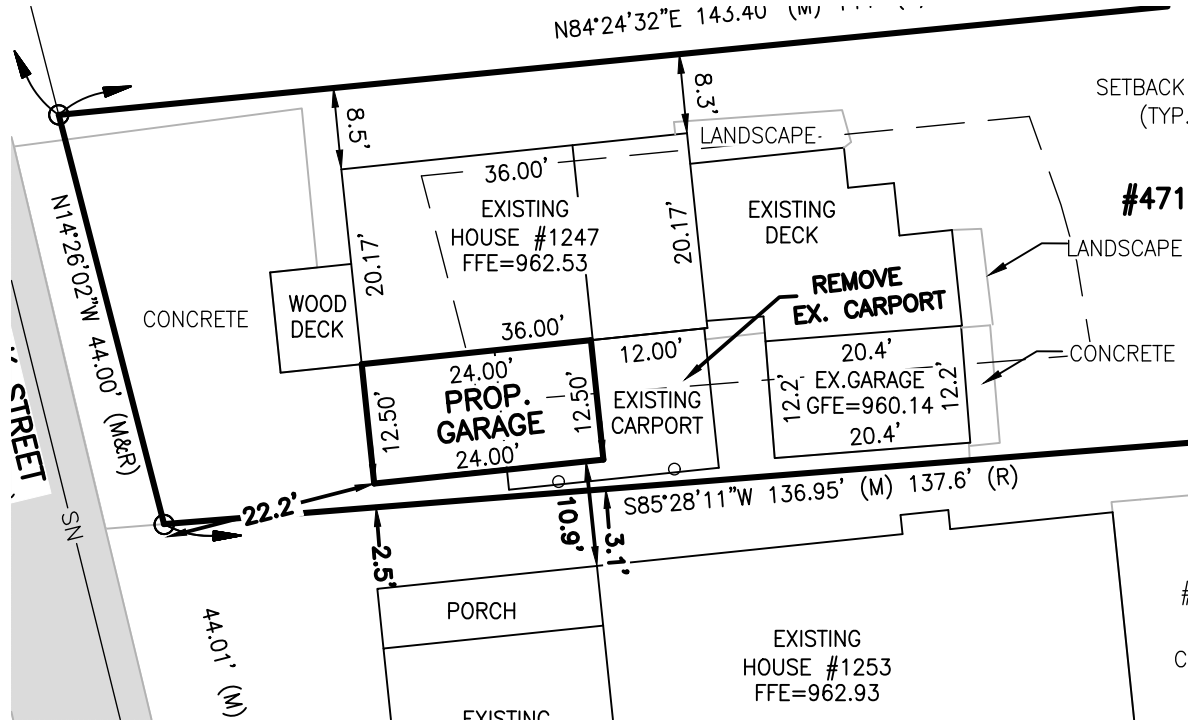 N84°24'32"E 143.40' (M)
8.5'
8.3'
SETBACK
(TYP.
LANDSCAPE
36.00'
EXISTING
HOUSE #1247
FFE=962.53
20.17'
20.17'
EXISTING
DECK
#471
LANDSCAPE
N14°26'02"W 44.00' (M&R)
CONCRETE
WOOD
DECK
REMOVE
EX. CARPORT
36.00'
12.00'
20.4'
CONCRETE
24.00'
PROP.
GARAGE
12.50'
12.50'
24.00'
EXISTING
CARPORT
EX.GARAGE
GFE=960.14
12.2'
12.2'
20.4'
STREET
SN
22.2'
S85°28'11"W 136.95' (M) 137.6' (R)
10.9'
3.1'
2.5'
44.01' (M)
PORCH
EXISTING
HOUSE #1253
FFE=962.93
EXISTING
#
C